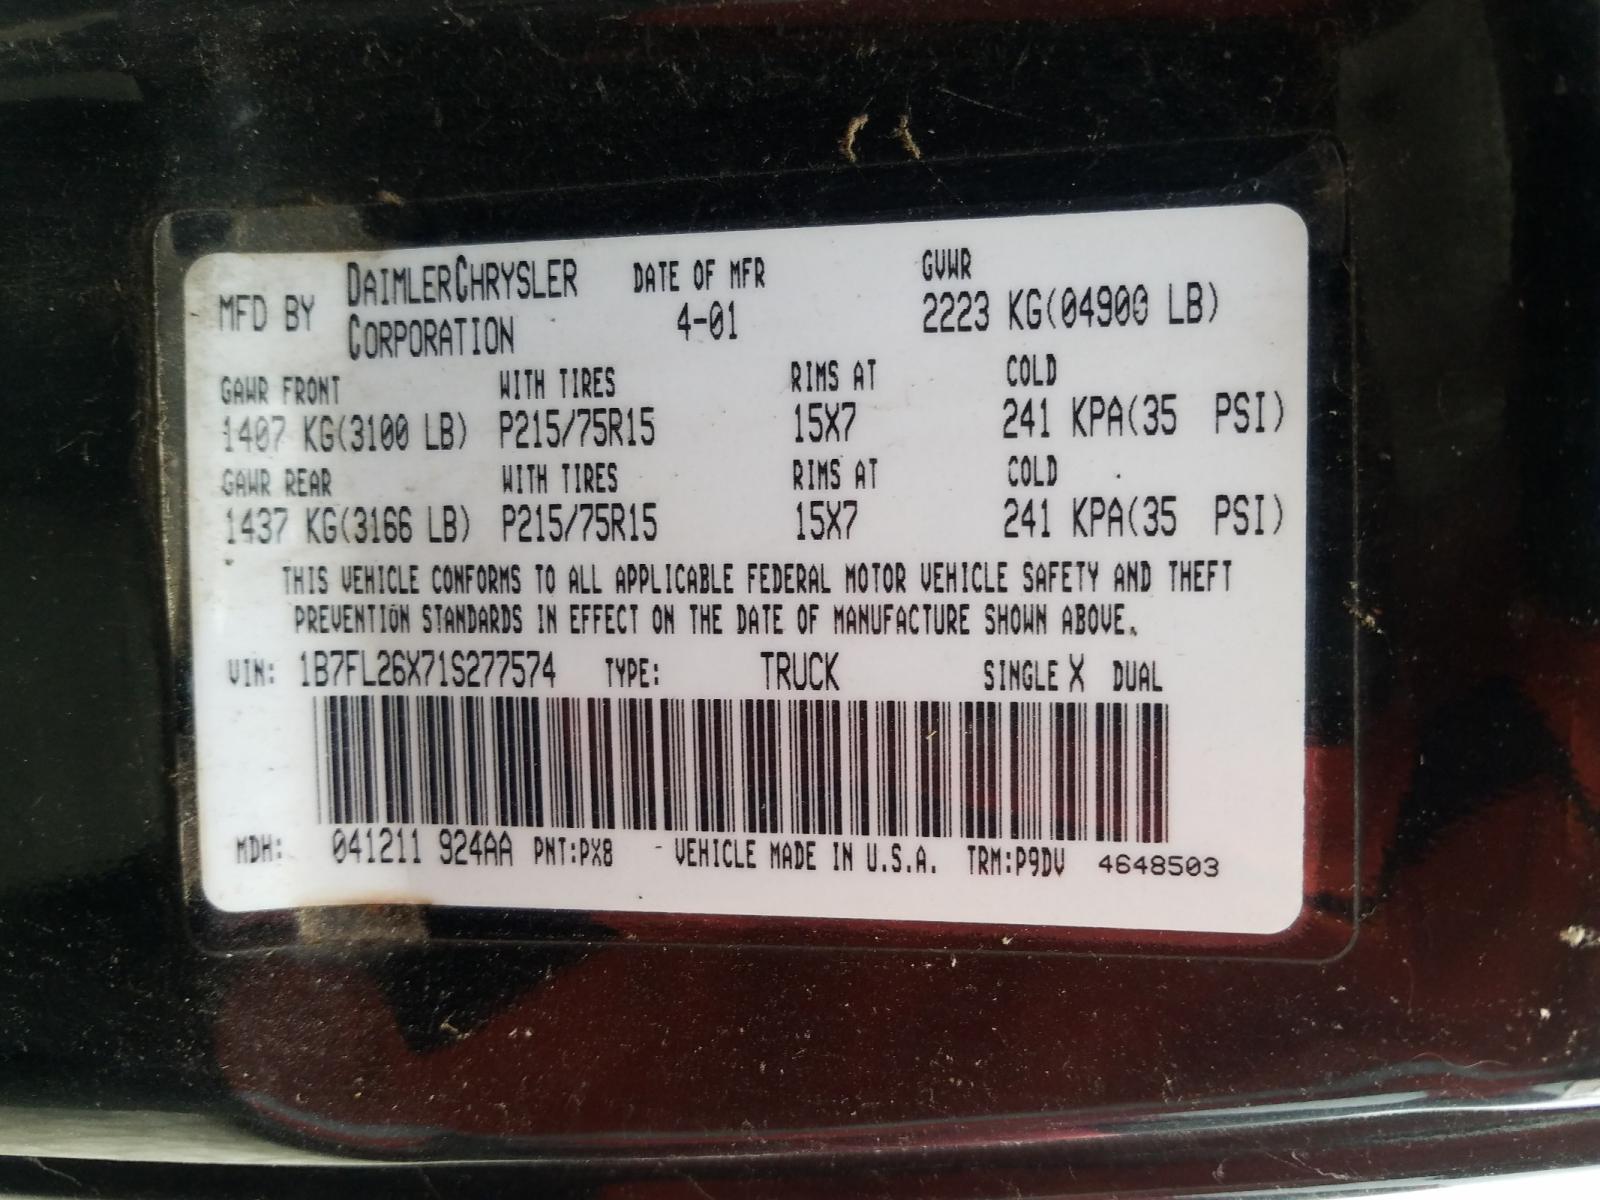 MFD BY DAIMLERCHRYSLER CORPORATION DATE OF MFR 4-01 GVWR 2223 KG(04900 LB)
GAWR FRONT WITH TIRES RIMS AT COLD
1407 KG(3100 LB) P215/75R15 15X7 241 KPA(35 PSI)
GAWR REAR WITH TIRES RIMS AT COLD
1437 KG(3166 LB) P215/75R15 15X7 241 KPA(35 PSI)
THIS VEHICLE CONFORMS TO ALL APPLICABLE FEDERAL MOTOR VEHICLE SAFETY AND THEFT
PREVENTION STANDARDS IN EFFECT ON THE DATE OF MANUFACTURE SHOWN ABOVE.
VIN: 1B7FL26X71S277574 TYPE: TRUCK SINGLE X DUAL
MDH: 041211 924AA PNT:PX8 - VEHICLE MADE IN U.S.A. TRM:P9DV 4648503